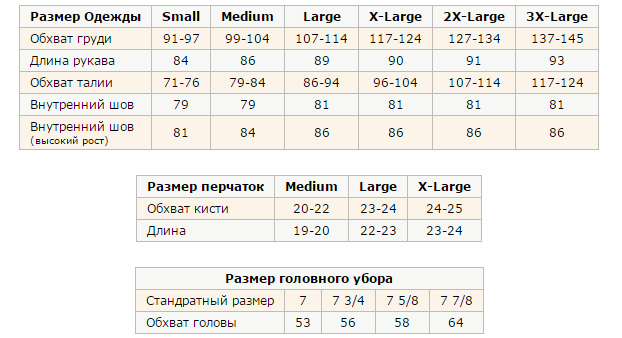 Размер Одежды Small Medium Large X-Large 2X-Large 3X-Large
Обхват груди 91-97 99-104 107-114 117-124 127-134 137-145
Длина рукава 84 86 89 90 91 93
Обхват талии 71-76 79-84 86-94 96-104 107-114 117-124
Внутренний шов 79 79 81 81 81 81
Внутренний шов
(высокий рост) 81 84 86 86 86 86
Размер перчаток Medium Large X-Large
Обхват кисти 20-22 23-24 24-25
Длина 19-20 22-23 23-24
Размер головного убора
Стандратный размер 7 7 3/4 7 5/8 7 7/8
Обхват головы 53 56 58 64